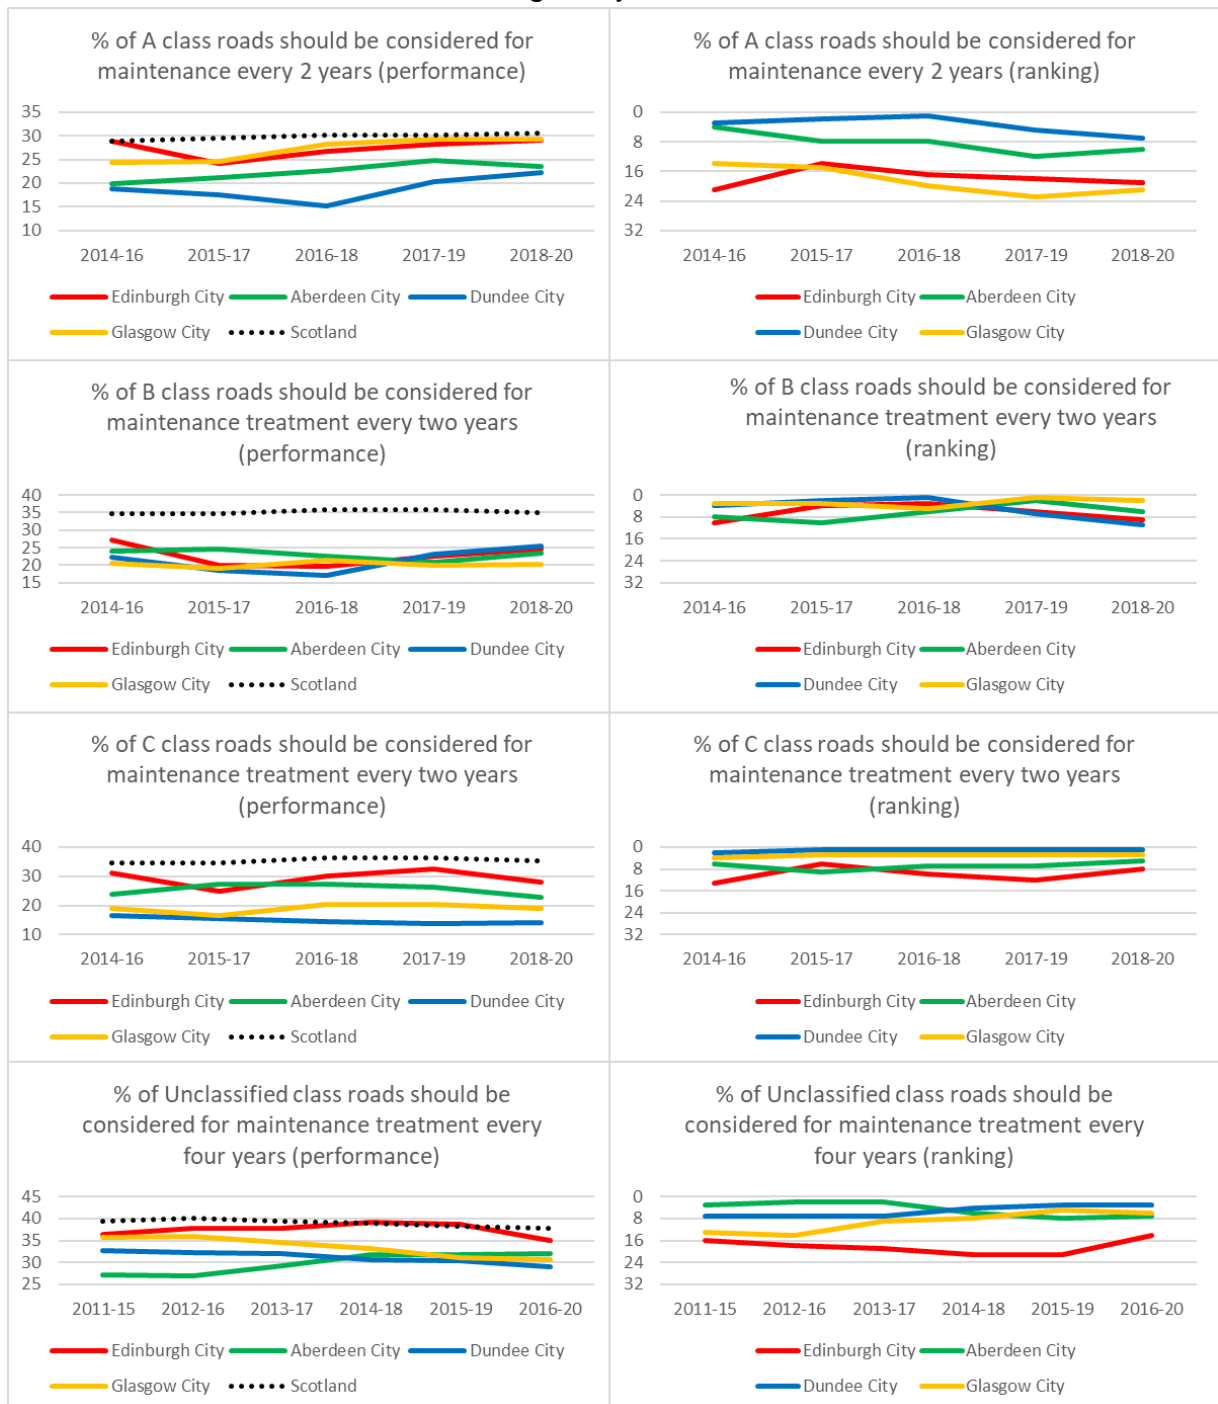 % of A class roads should be considered for
maintenance every 2 years (performance)
35
30
25
20
15
10
2014-16 2015-17 2016-18 2017-19 2018-20
Edinburgh City Aberdeen City Dundee City
Glasgow City Scotland
% of A class roads should be considered for
maintenance every 2 years (ranking)
0
8
16
24
32
2014-16 2015-17 2016-18 2017-19 2018-20
Edinburgh City Aberdeen City
Dundee City Glasgow City
% of B class roads should be considered for
maintenance treatment every two years
(performance)
40
35
30
25
20
15
2014-16 2015-17 2016-18 2017-19 2018-20
Edinburgh City Aberdeen City Dundee City
Glasgow City Scotland
% of B class roads should be considered for
maintenance treatment every two years
(ranking)
0
8
16
24
32
2014-16 2015-17 2016-18 2017-19 2018-20
Edinburgh City Aberdeen City
Dundee City Glasgow City
% of C class roads should be considered for
maintenance treatment every two years
(performance)
40
30
20
10
2014-16 2015-17 2016-18 2017-19 2018-20
Edinburgh City Aberdeen City Dundee City
Glasgow City Scotland
% of C class roads should be considered for
maintenance treatment every two years
(ranking)
0
8
16
24
32
2014-16 2015-17 2016-18 2017-19 2018-20
Edinburgh City Aberdeen City
Dundee City Glasgow City
% of Unclassified class roads should be
considered for maintenance treatment every
four years (performance)
45
40
35
30
25
2011-15 2012-16 2013-17 2014-18 2015-19 2016-20
Edinburgh City Aberdeen City Dundee City
Glasgow City Scotland
% of Unclassified class roads should be
considered for maintenance treatment every
four years (ranking)
0
8
16
24
32
2011-15 2012-16 2013-17 2014-18 2015-19 2016-20
Edinburgh City Aberdeen City
Dundee City Glasgow City